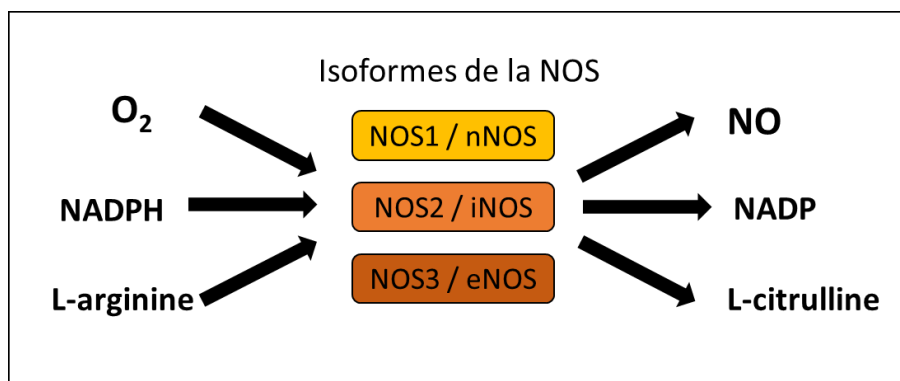 Isoformes de la NOS
O₂
NADPH
L-arginine
NOS1 / nNOS
NOS2 / iNOS
NOS3 / eNOS
NO
NADP
L-citrulline